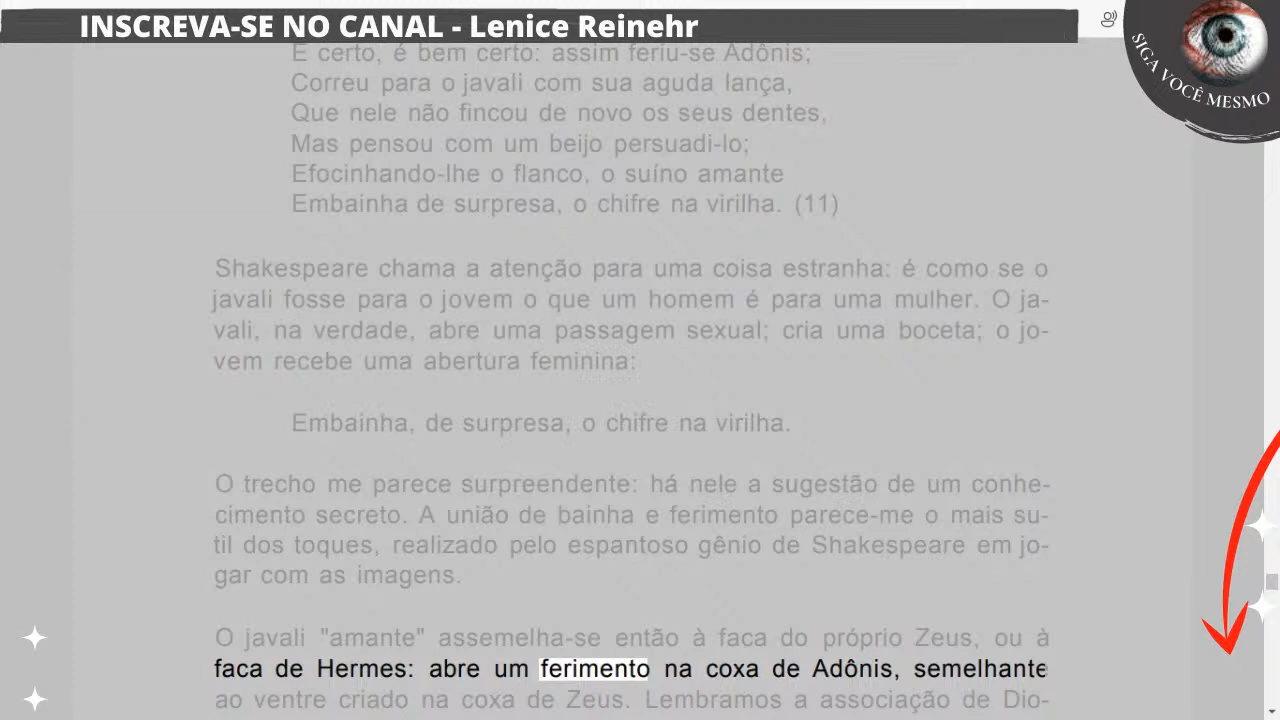 INSCREVA-SE NO CANAL - Lenice Reinehr
SIGA VOCÊ MESMO
É certo, é bem certo: assim feriu-se Adônis;
Correu para o javali com sua aguda lança,
Que nele não fincou de novo os seus dentes,
Mas pensou com um beijo persuadi-lo;
Efocinhando-lhe o flanco, o suíno amante
Embainha de surpresa, o chifre na virilha. (11)
Shakespeare chama a atenção para uma coisa estranha: é como se o
javali fosse para o jovem o que um homem é para uma mulher. O ja-
vali, na verdade, abre uma passagem sexual; cria uma boceta; o jo-
vem recebe uma abertura feminina:
Embainha, de surpresa, o chifre na virilha.
O trecho me parece surpreendente: há nele a sugestão de um conhe-
cimento secreto. A união de bainha e ferimento parece-me o mais su-
til dos toques, realizado pelo espantoso gênio de Shakespeare em jo-
gar com as imagens.
O javali "amante" assemelha-se então à faca do próprio Zeus, ou à
faca de Hermes: abre um ferimento na coxa de Adônis, semelhante
ao ventre criado na coxa de Zeus. Lembramos a associação de Dio-